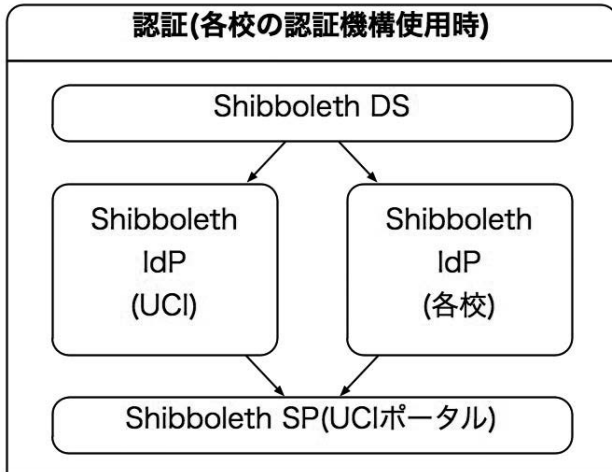 認証(各校の認証機構使用時)
Shibboleth DS
Shibboleth
IdP
(UCI)
Shibboleth
IdP
(各校)
Shibboleth SP(UCIポータル)